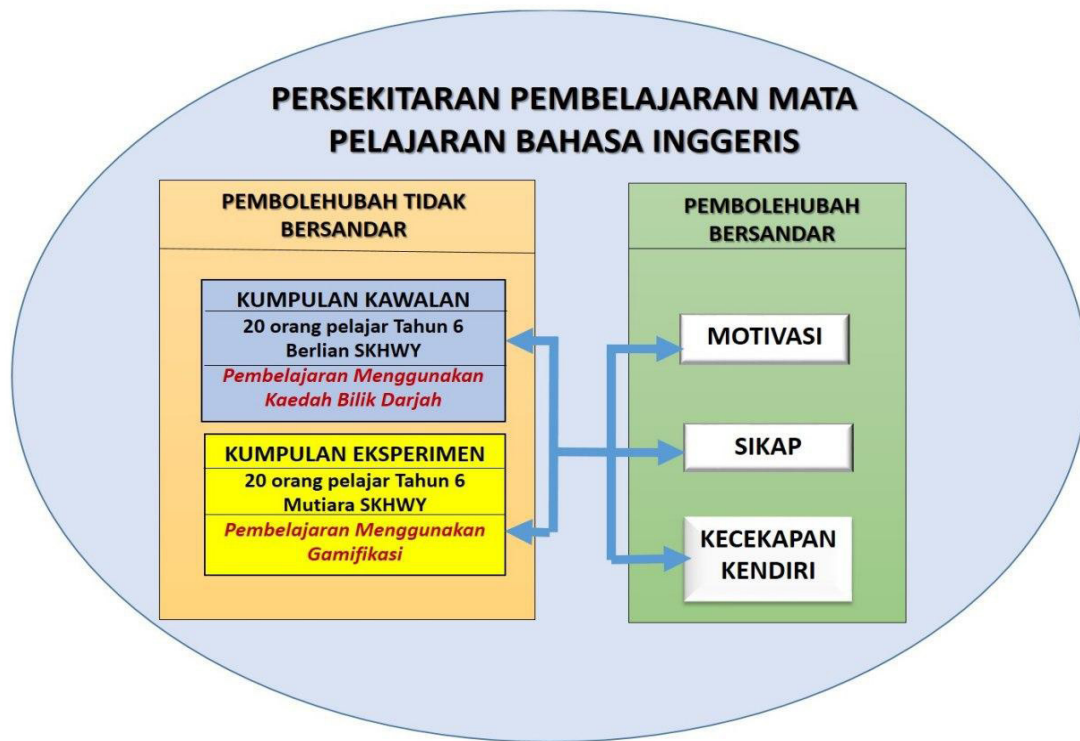 PERSEKITARAN PEMBELAJARAN MATA
PELAJARAN BAHASA INGGERIS
PEMBOLEHUBAH TIDAK
BERSANDAR
KUMPULAN KAWALAN
20 orang pelajar Tahun 6
Berlian SKHWY
Pembelajaran Menggunakan
Kaedah Bilik Darjah
KUMPULAN EKSPERIMEN
20 orang pelajar Tahun 6
Mutiara SKHWY
Pembelajaran Menggunakan
Gamifikasi
PEMBOLEHUBAH
BERSANDAR
MOTIVASI
SIKAP
KECEKAPAN
KENDIRI